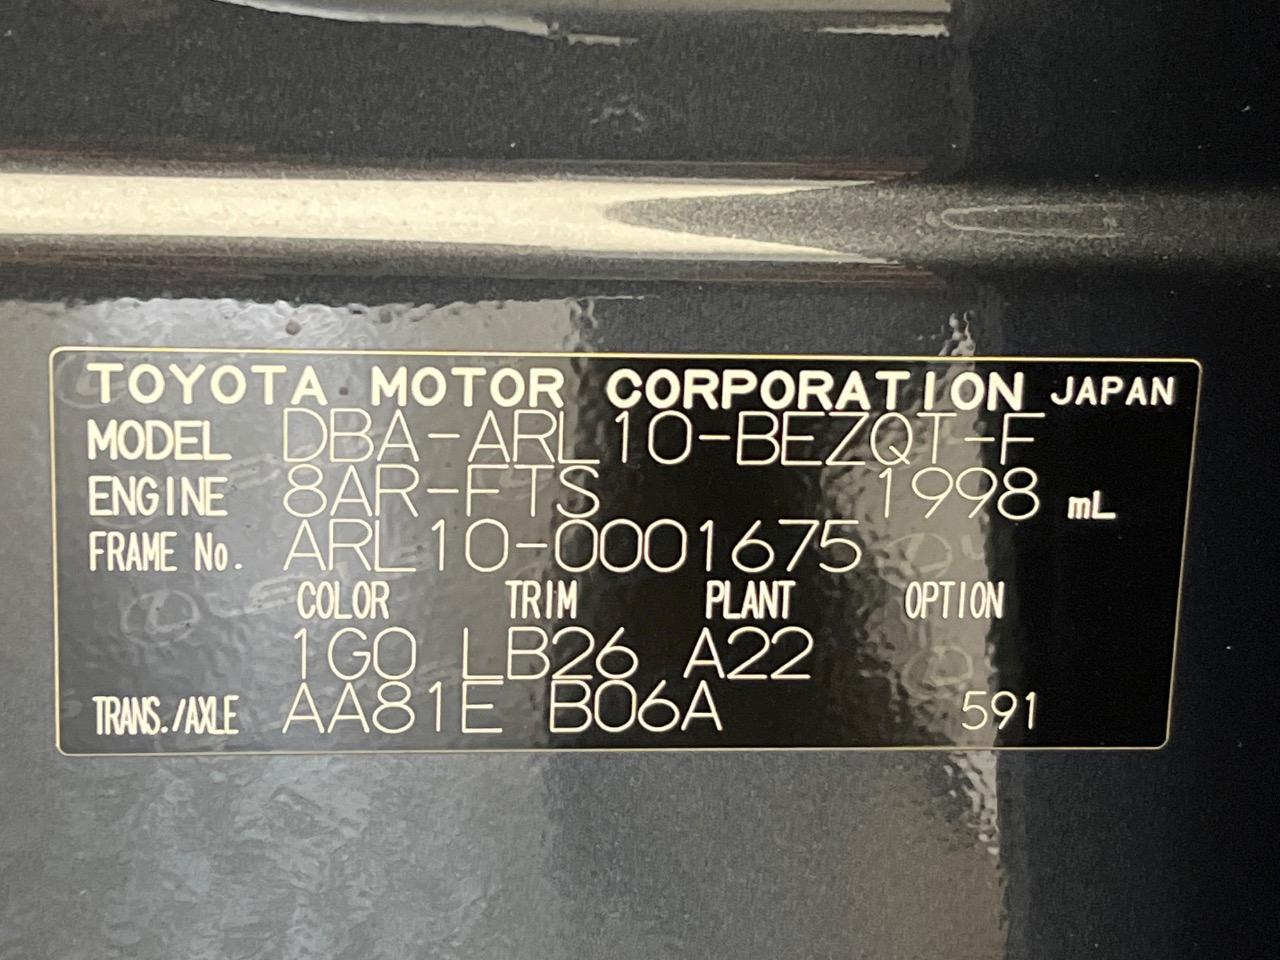 TOYOTA MOTOR CORPORATION JAPAN
MODEL DBA-ARL10-BEZQT-F
ENGINE 8AR-FTS 1998 mL
FRAME No. ARL10-0001675
COLOR TRIM PLANT OPTION
1G0 LB26 A22
TRANS./AXLE AA81E B06A 591